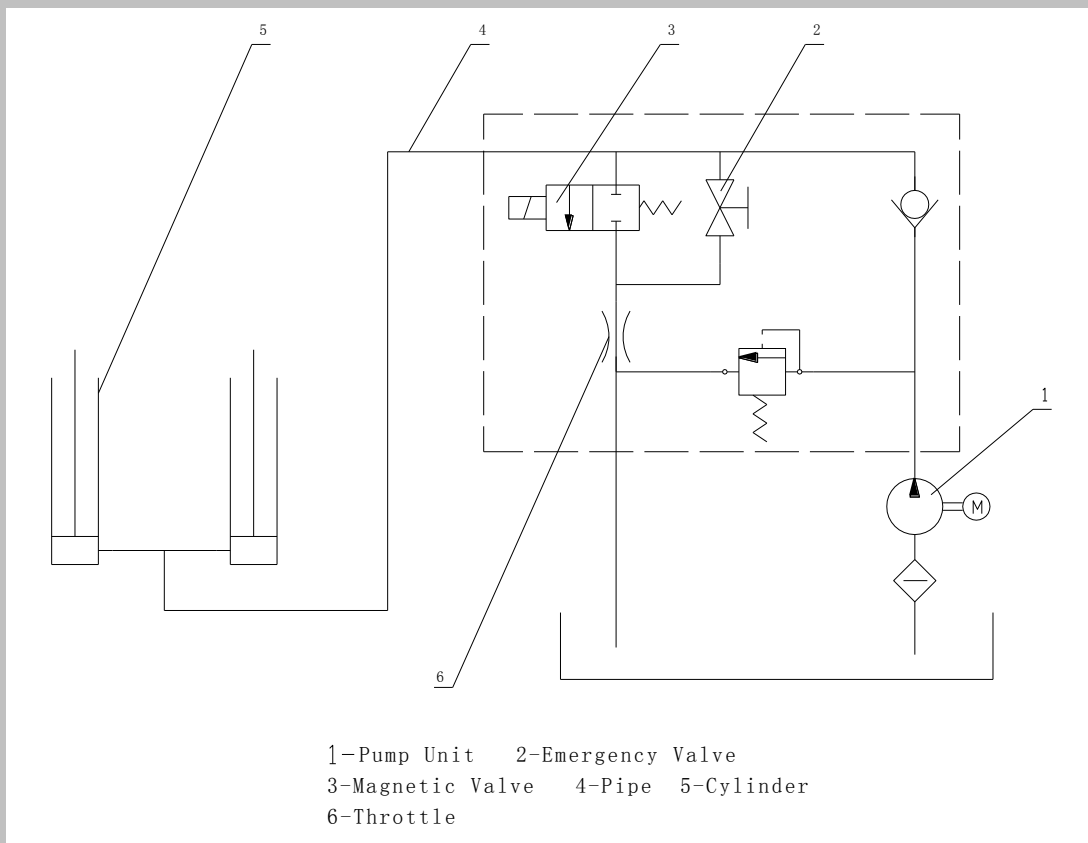 5
4
3
2
1
M
6
1-Pump Unit 2-Emergency Valve
3-Magnetic Valve 4-Pipe 5-Cylinder
6-Throttle